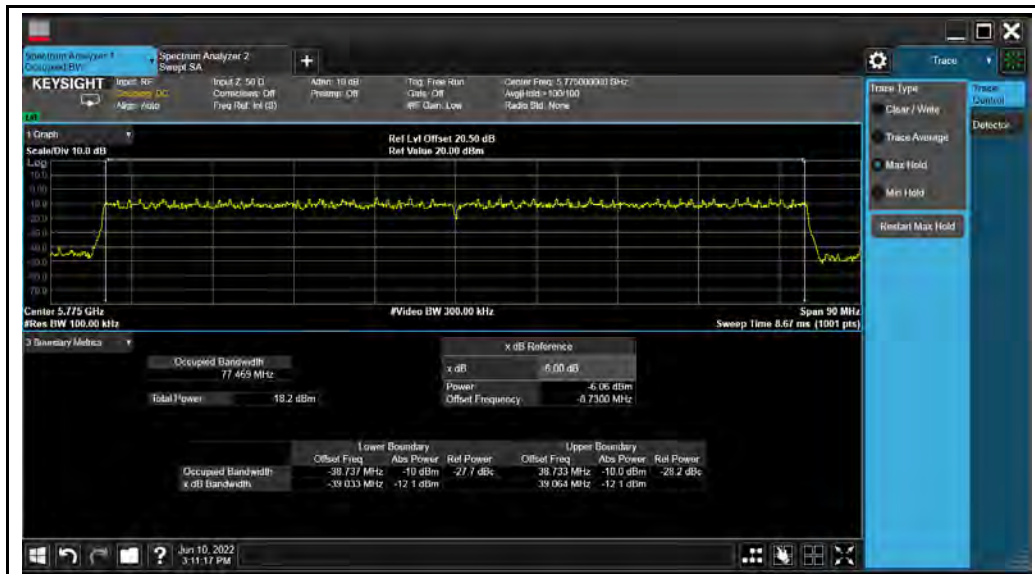 Spectrum Analyzer 1
Occupied BW
Spectrum Analyzer 2
Swept SA
+
Trace
KEYSIGHT
Input: RF
Coupling: DC
Align: Auto
Input Z: 50 Ω
Corrections: Off
Freq Ref: Int (S)
Atten: 10 dB
Preamp: Off
Trig: Free Run
Gate: Off
#IF Gain: Low
Center Freq: 5.775000000 GHz
Avg|Hold:>100/100
Radio Std: None
Trace Type
Clear / Write
Trace Average
Max Hold
Min Hold
Restart Max Hold
Trace Control
Detector
1 Graph
Scale/Div 10.0 dB
Ref Lvl Offset 20.50 dB
Ref Value 20.00 dBm
Log
10.0
0.00
-10.0
-20.0
-70.0
Center 5.775 GHz
#Res BW 100.00 kHz
#Video BW 300.00 kHz
Span 90 MHz
Sweep Time 8.67 ms (1001 pts)
3 Boundary Metrics
Occupied Bandwidth
77.469 MHz
Total Power 18.2 dBm
x dB Reference
x dB -6.00 dB
Power -6.06 dBm
Offset Frequency -8.7300 MHz
Lower Boundary Upper Boundary
Offset Freq Abs Power Rel Power Offset Freq Abs Power Rel Power
Occupied Bandwidth -38.737 MHz -10 dBm -27.7 dBc 38.733 MHz -10.0 dBm -28.2 dBc
x dB Bandwidth -39.033 MHz -12.1 dBm 39.064 MHz -12.1 dBm
?
Jun 10, 2022
3:11:17 PM